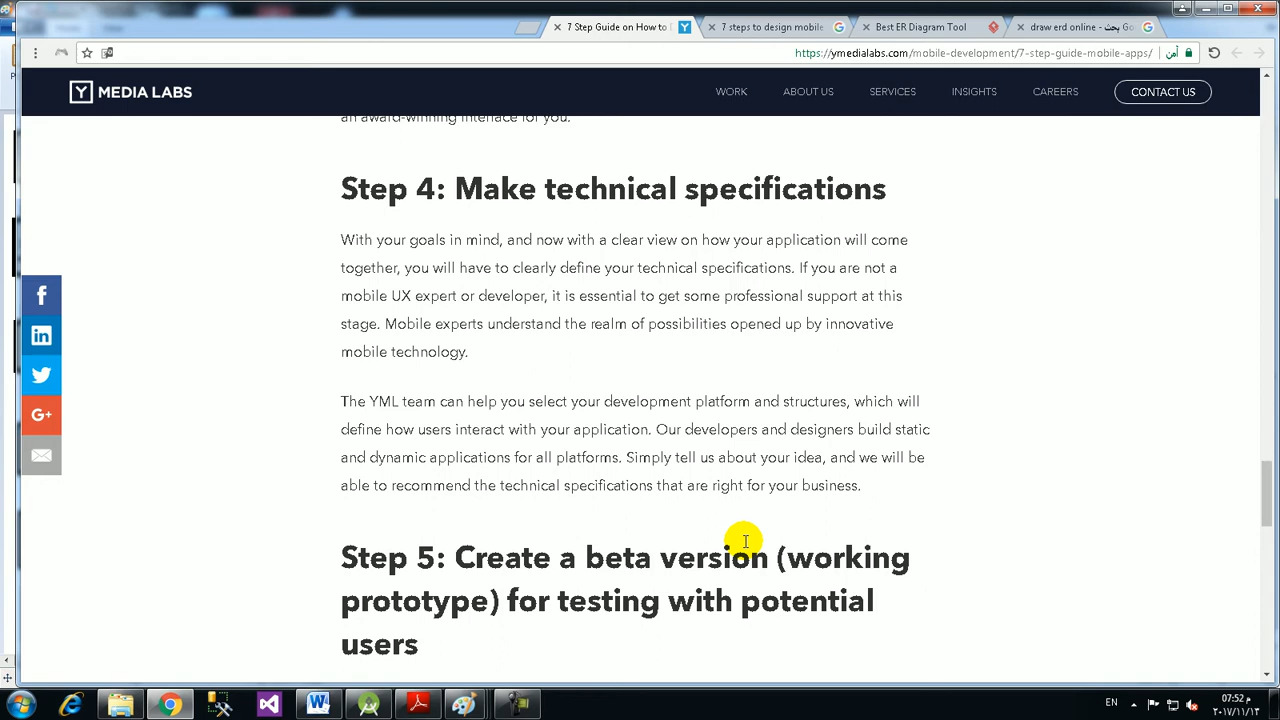 7 Step Guide on How to
7 steps to design mobile
Best ER Diagram Tool
draw erd online - بحث Go
https://ymedialabs.com/mobile-development/7-step-guide-mobile-apps/
آمن
Y MEDIA LABS
WORK
ABOUT US
SERVICES
INSIGHTS
CAREERS
CONTACT US
an award-winning interface for you.
Step 4: Make technical specifications
With your goals in mind, and now with a clear view on how your application will come
together, you will have to clearly define your technical specifications. If you are not a
mobile UX expert or developer, it is essential to get some professional support at this
stage. Mobile experts understand the realm of possibilities opened up by innovative
mobile technology.
The YML team can help you select your development platform and structures, which will
define how users interact with your application. Our developers and designers build static
and dynamic applications for all platforms. Simply tell us about your idea, and we will be
able to recommend the technical specifications that are right for your business.
Step 5: Create a beta version (working
prototype) for testing with potential
users
EN
07:52 م
٢٠١٧/١١/١٣